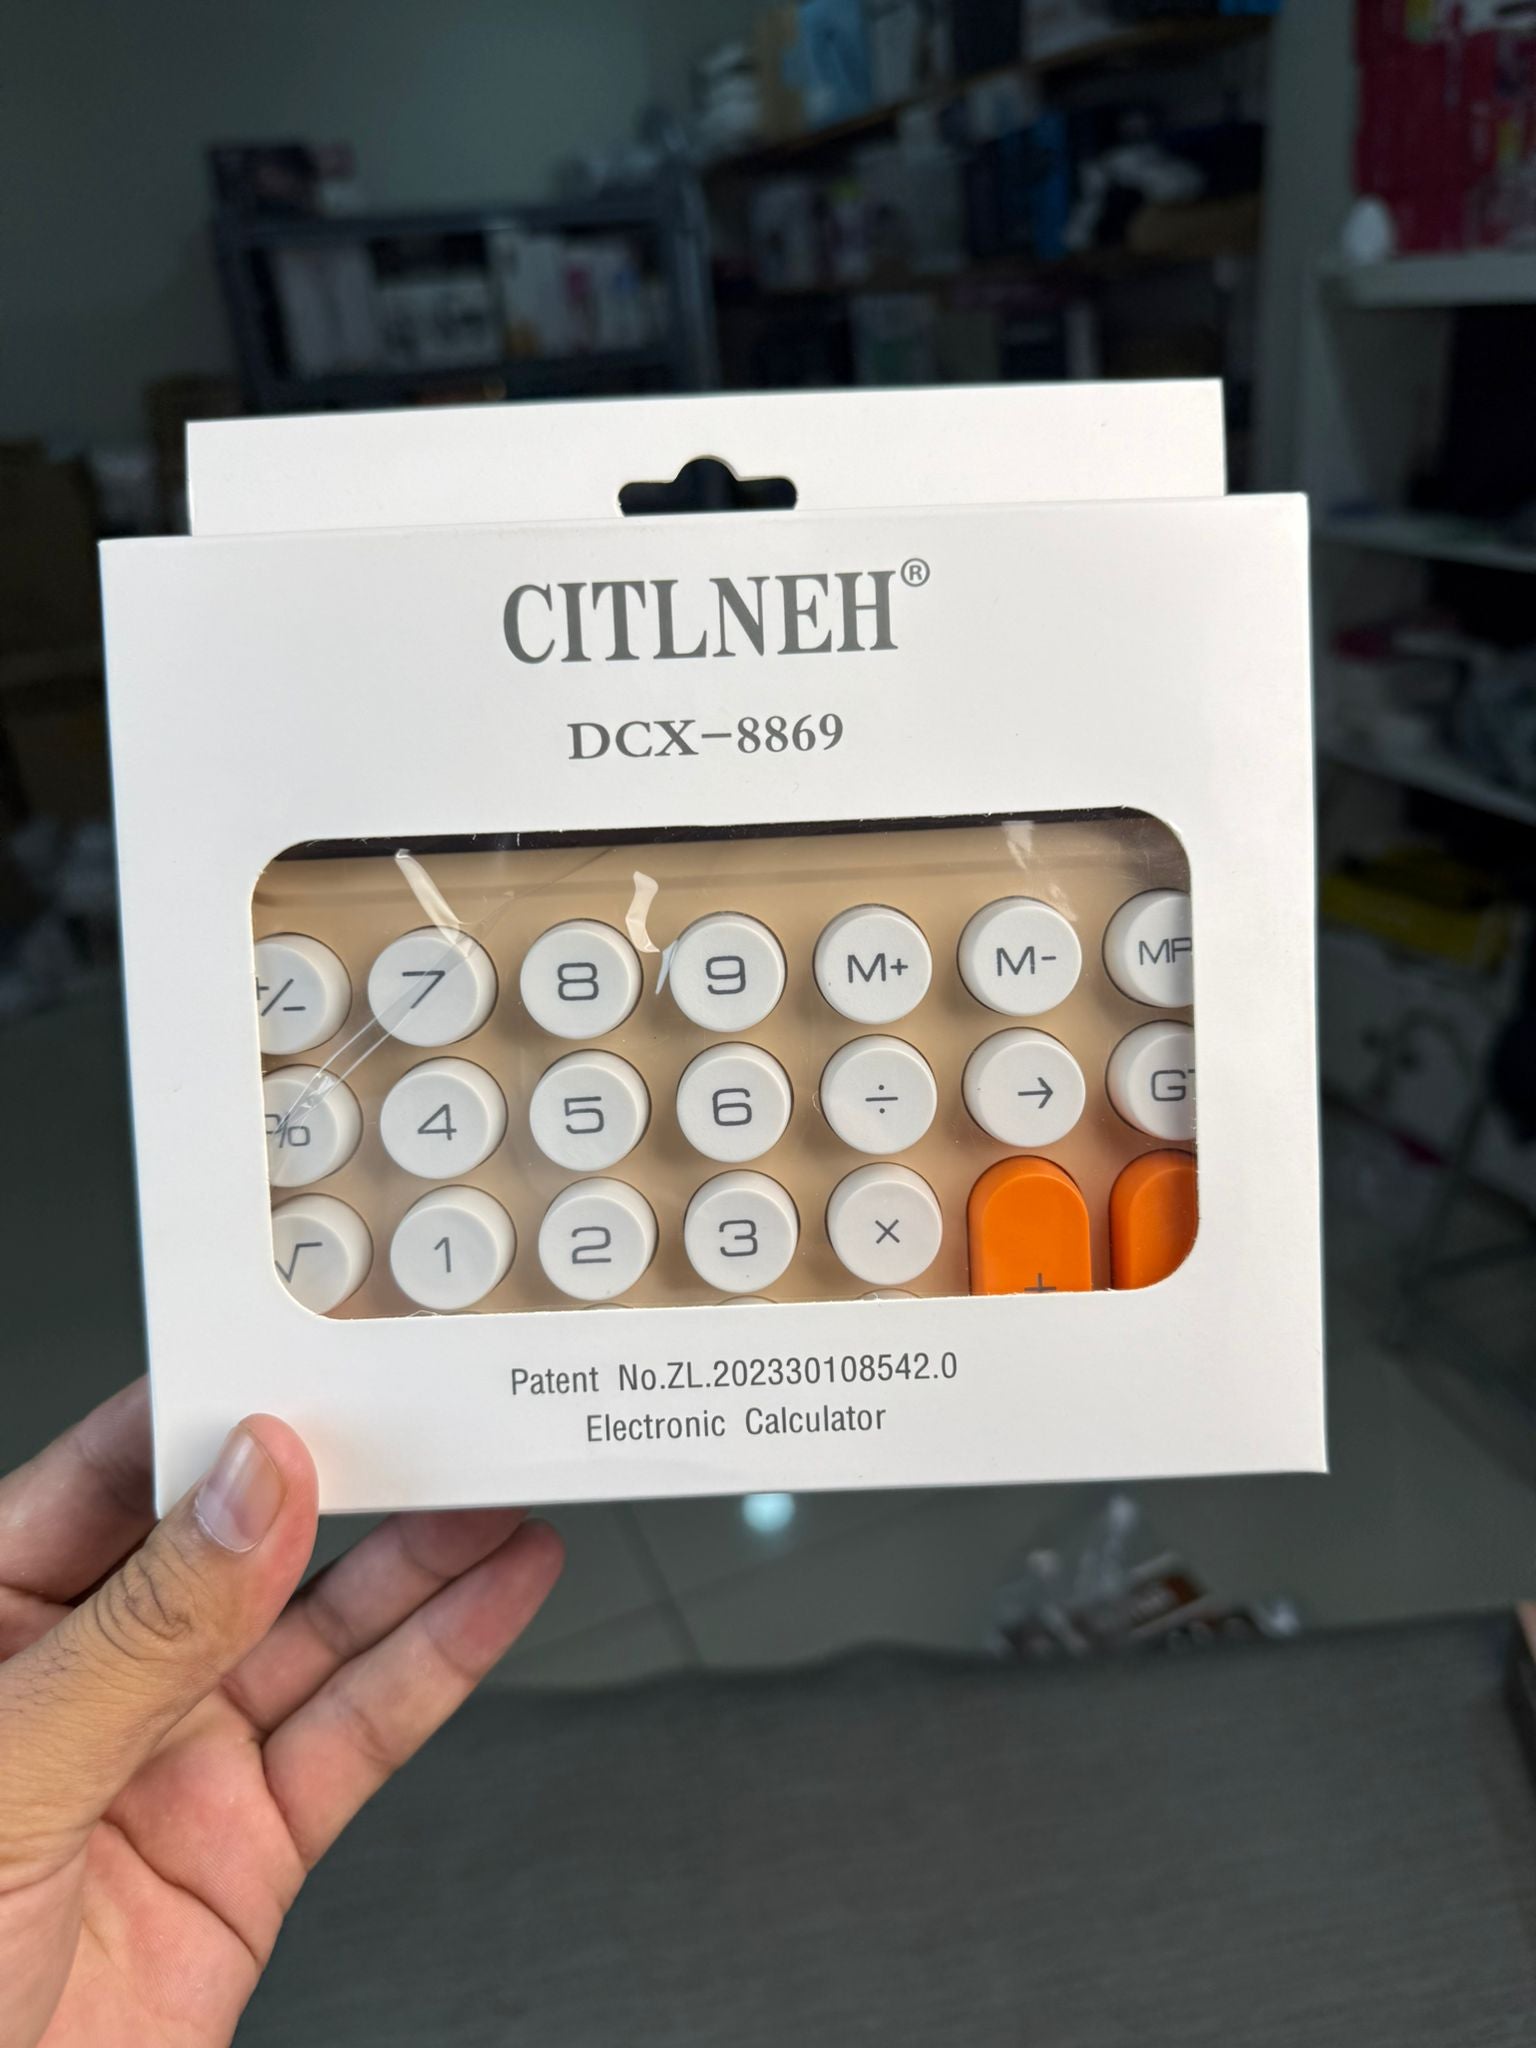 CITLNEH®
DCX-8869
+/- 7 8 9 M+ M-
% 4 5 6 ÷ →
√ 1 2 3 × +
Patent No.ZL.202330108542.0
Electronic Calculator